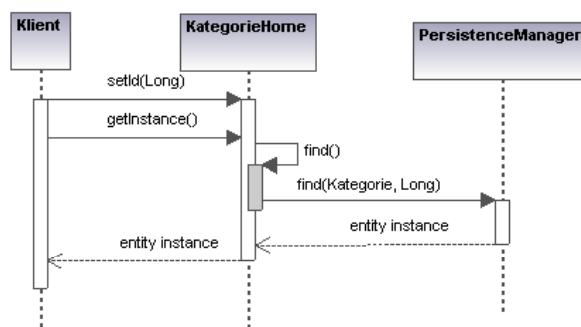 Klient
KategorieHome
PersistenceManager
setId(Long)
getInstance()
find()
find(Kategorie, Long)
entity instance
entity instance